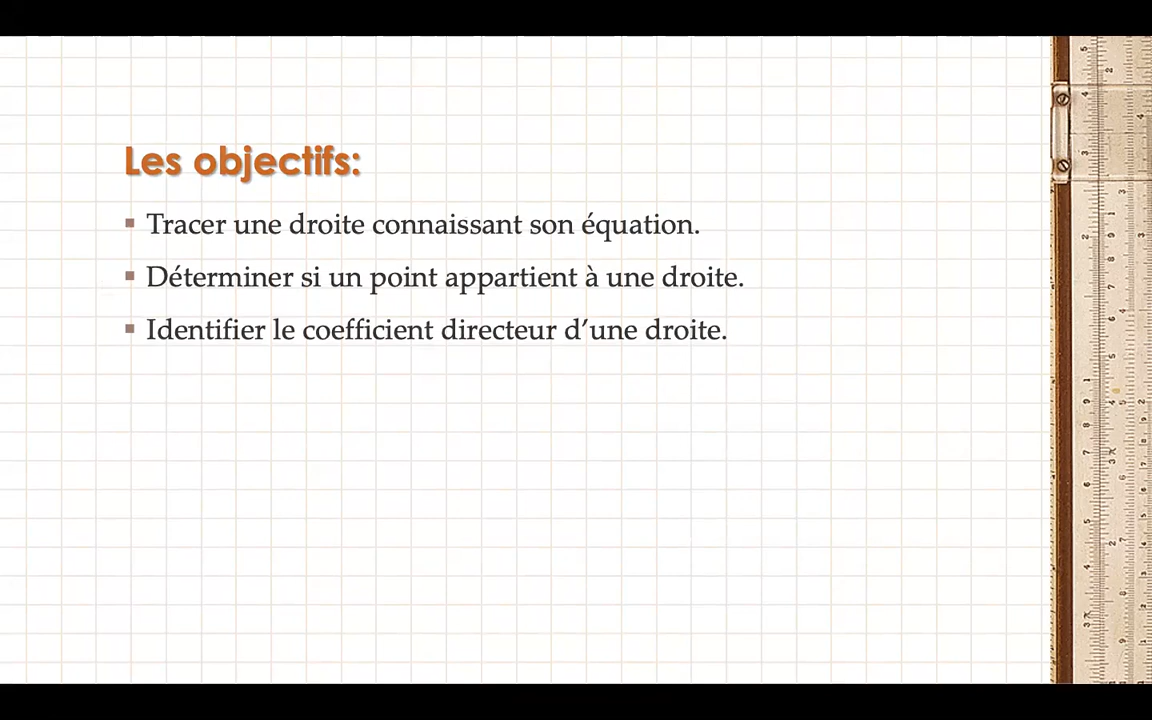 Les objectifs:
▪ Tracer une droite connaissant son équation.
▪ Déterminer si un point appartient à une droite.
▪ Identifier le coefficient directeur d’une droite.